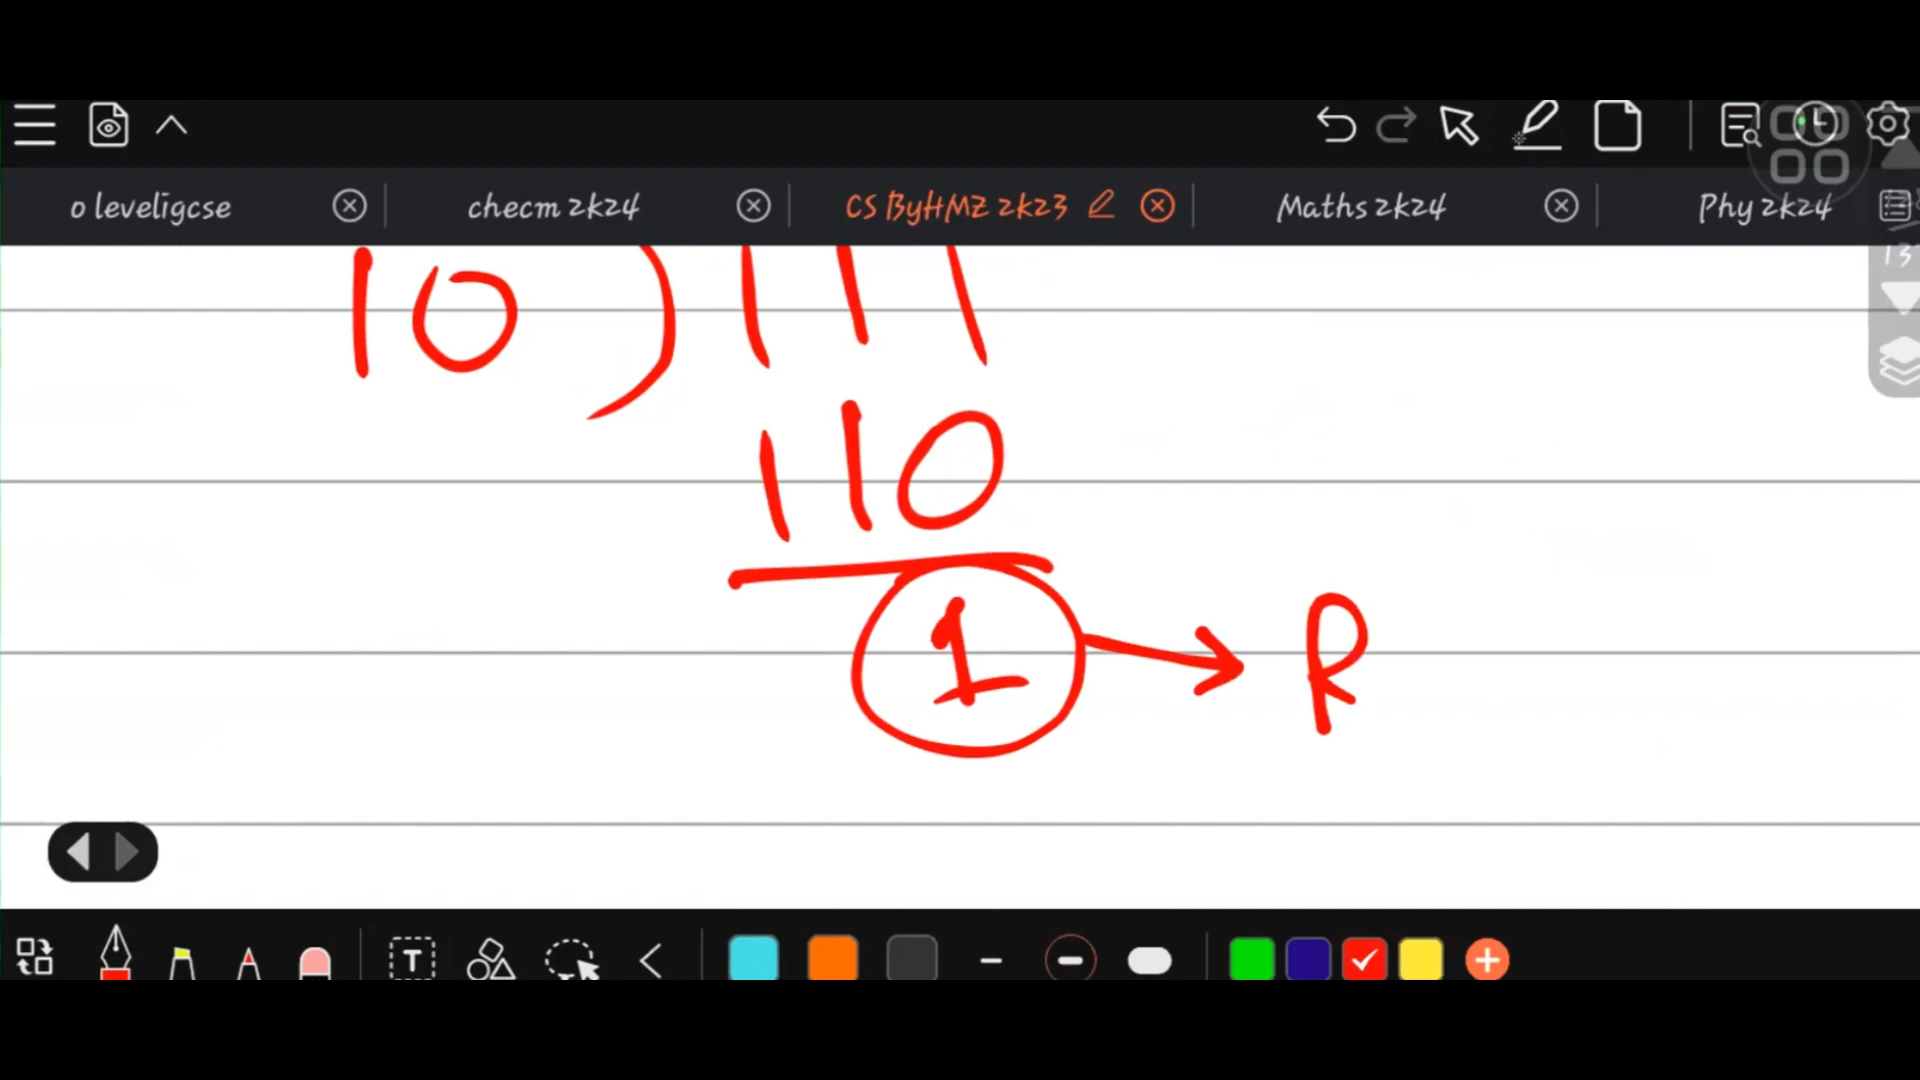 o leveligcse checm 2k24 CS ByHMZ 2k23 Maths 2k24 Phy 2k24
10 ) 111
110
1 → R
T